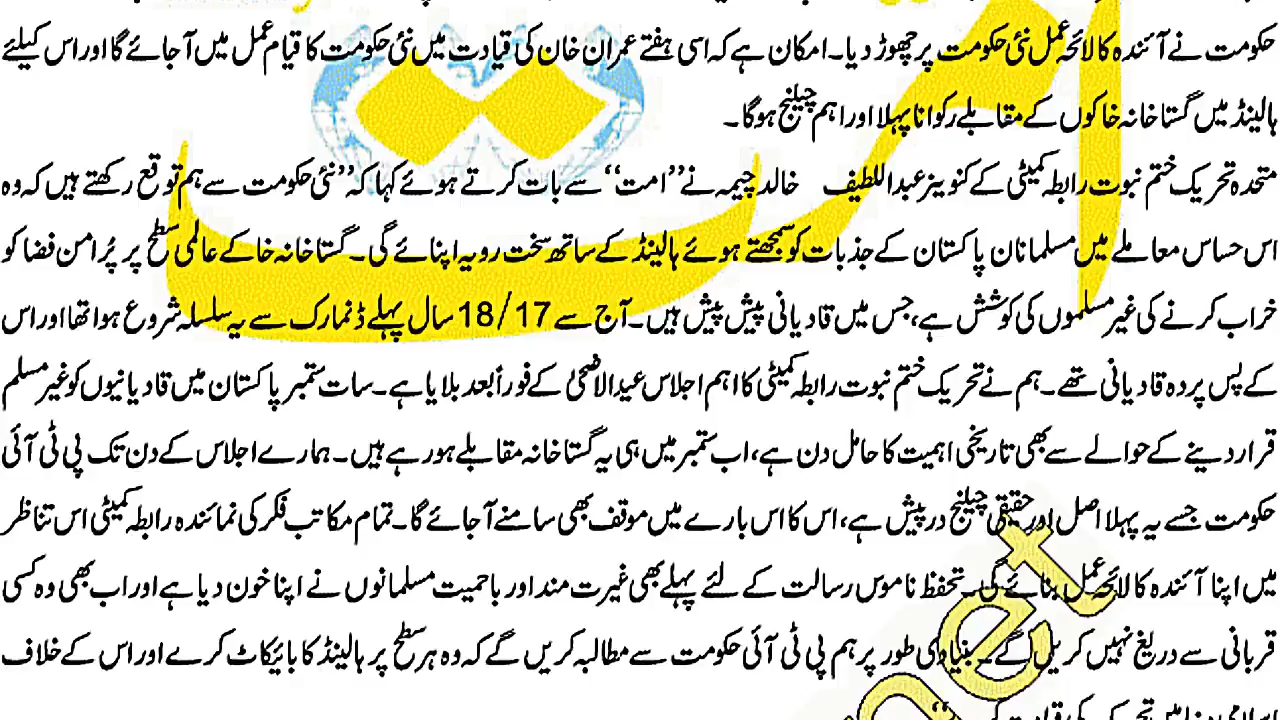 حکومت نے آئندہ کا لائحہ عمل نئی حکومت پر چھوڑ دیا۔ امکان ہے کہ اسی ہفتے عمران خان کی قیادت میں نئی حکومت کا قیام عمل میں آجائے گا اور اس کیلئے
ہالینڈ میں گستاخانہ خاکوں کے مقابلے رکوانا پہلا اور اہم چیلنج ہوگا۔
متحدہ تحریک ختم نبوت رابطہ کمیٹی کے کنوینر عبداللطیف خالد چیمہ نے ’’امت‘‘ سے بات کرتے ہوئے کہا کہ ’’نئی حکومت سے ہم توقع رکھتے ہیں کہ وہ
اس حساس معاملے میں مسلمانان پاکستان کے جذبات کو سمجھتے ہوئے ہالینڈ کے ساتھ سخت رویہ اپنائے گی۔ گستاخانہ خاکے عالمی سطح پر پُرامن فضا کو
خراب کرنے کی غیر مسلموں کی کوشش ہے، جس میں قادیانی پیش پیش ہیں۔ آج سے 18/17 سال پہلے ڈنمارک سے یہ سلسلہ شروع ہوا تھا اور اس
کے پس پردہ قادیانی تھے۔ ہم نے تحریک ختم نبوت رابطہ کمیٹی کا اہم اجلاس عیدالاضحیٰ کے فوراً بعد بلایا ہے۔ سات ستمبر پاکستان میں قادیانیوں کو غیر مسلم
قرار دینے کے حوالے سے بھی تاریخی اہمیت کا حامل دن ہے، اب ستمبر میں ہی یہ گستاخانہ مقابلے ہو رہے ہیں۔ ہمارے اجلاس کے دن تک پی ٹی آئی
حکومت جسے یہ پہلا اصل اور حقیقی چیلنج درپیش ہے، اس کا اس بارے میں موقف بھی سامنے آجائے گا۔ تمام مکاتب فکر کی نمائندہ رابطہ کمیٹی اس تناظر
میں اپنا آئندہ کا لائحہ عمل بنائے گی۔ تحفظ ناموس رسالت کے لئے پہلے بھی غیرت مند اور باحمیت مسلمانوں نے اپنا خون دیا ہے اور اب بھی وہ کسی
قربانی سے دریغ نہیں کریں گے۔ بنیادی طور پر ہم پی ٹی آئی حکومت سے مطالبہ کریں گے کہ وہ ہر سطح پر ہالینڈ کا بائیکاٹ کرے اور اس کے خلاف